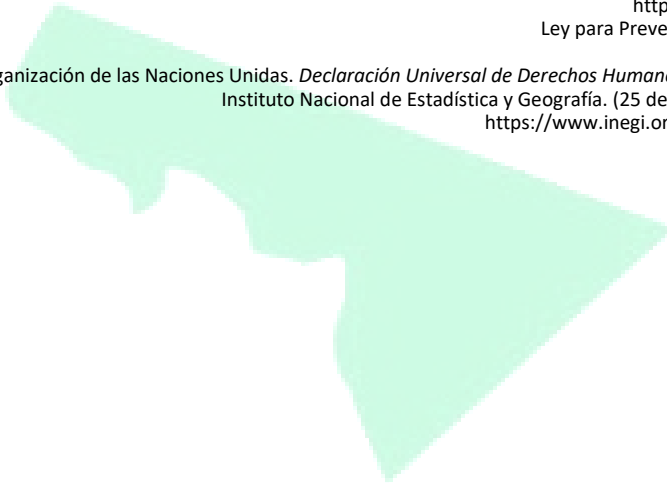 http
Ley para Preve
ganización de las Naciones Unidas. Declaración Universal de Derechos Human
Instituto Nacional de Estadística y Geografía. (25 de
https://www.inegi.or